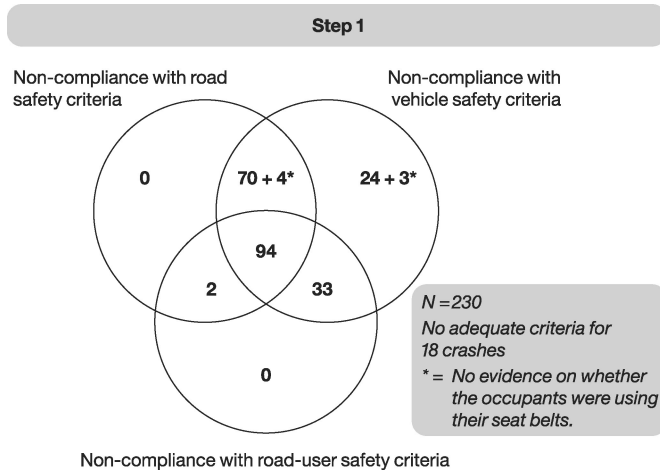 Step 1
Non-compliance with road
safety criteria
Non-compliance with
vehicle safety criteria
0
70 + 4*
24 + 3*
94
2
33
0
N =230
No adequate criteria for
18 crashes
* = No evidence on whether
the occupants were using
their seat belts.
Non-compliance with road-user safety criteria